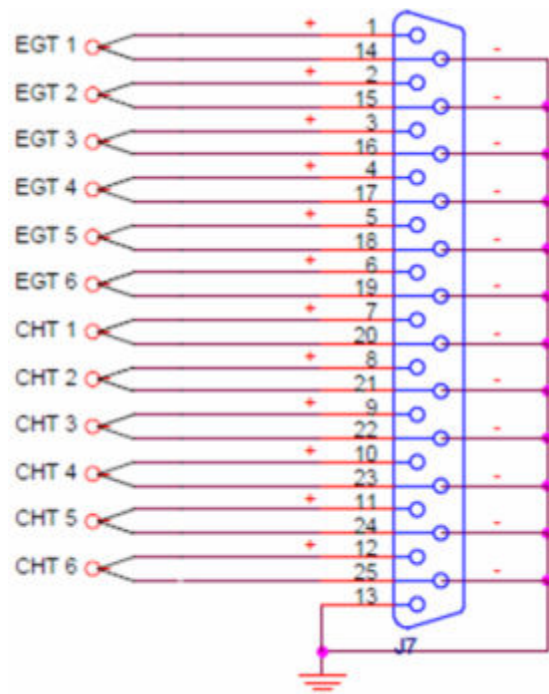 EGT 1 + 1
14 -
EGT 2 + 2
15 -
EGT 3 + 3
16 -
EGT 4 + 4
17 -
EGT 5 + 5
18 -
EGT 6 + 6
19 -
CHT 1 + 7
20 -
CHT 2 + 8
21 -
CHT 3 + 9
22 -
CHT 4 + 10
23 -
CHT 5 + 11
24 -
CHT 6 + 12
25 -
13
J7